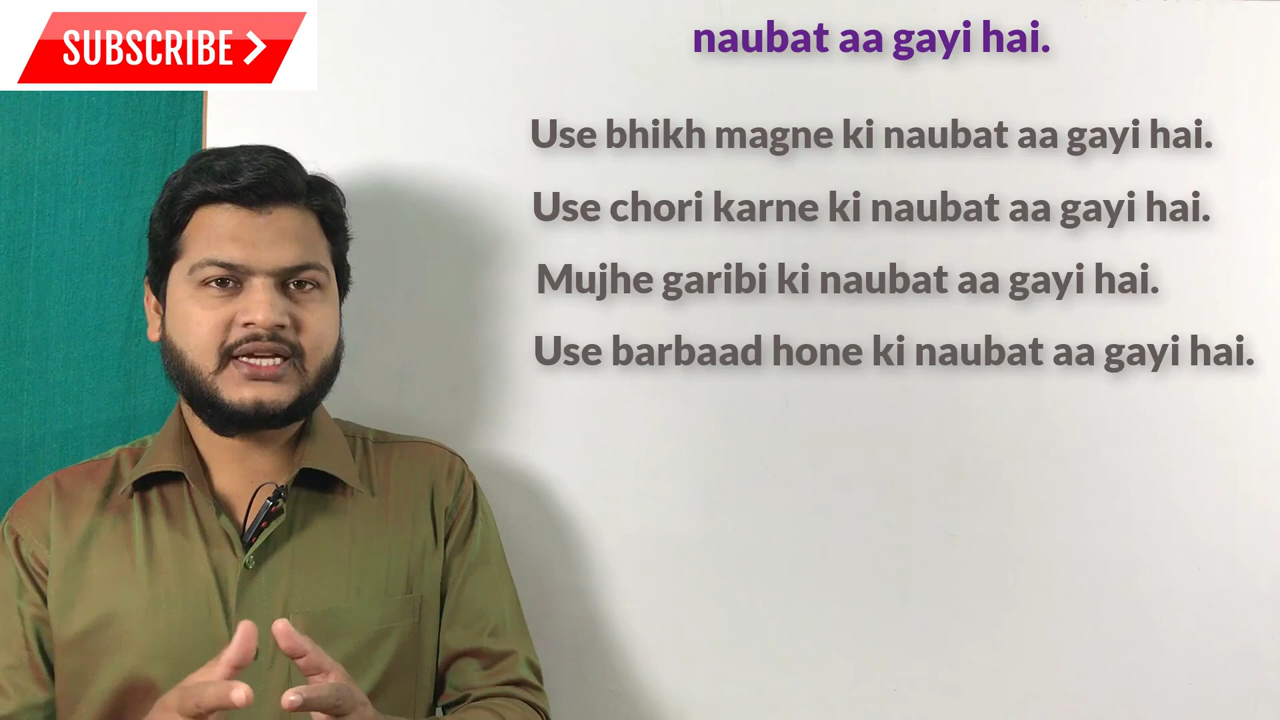 SUBSCRIBE
naubat aa gayi hai.
Use bhikh magne ki naubat aa gayi hai.
Use chori karne ki naubat aa gayi hai.
Mujhe garibi ki naubat aa gayi hai.
Use barbaad hone ki naubat aa gayi hai.